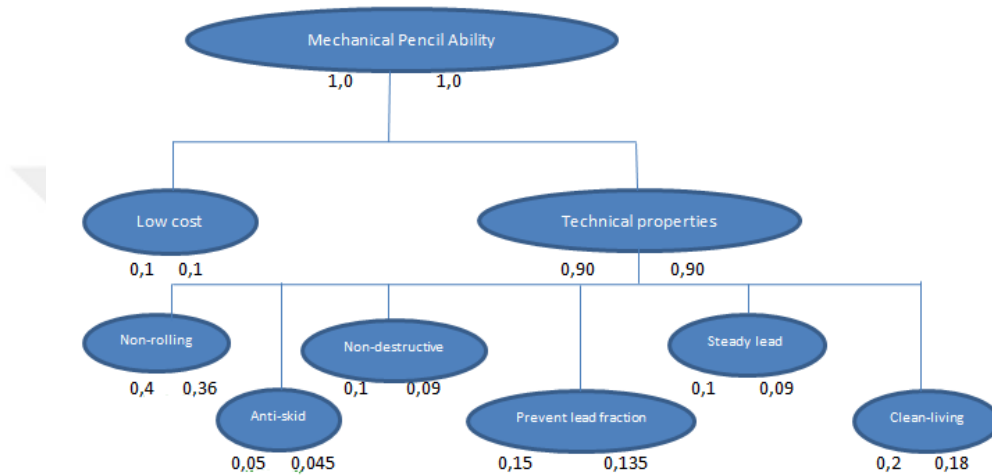 Mechanical Pencil Ability
1,0 1,0
Low cost
Technical properties
0,1 0,1
0,90 0,90
Non-rolling
Non-destructive
Steady lead
0,4 0,36
0,1 0,09
0,1 0,09
Anti-skid
Prevent lead fraction
Clean-living
0,05 0,045
0,15 0,135
0,2 0,18